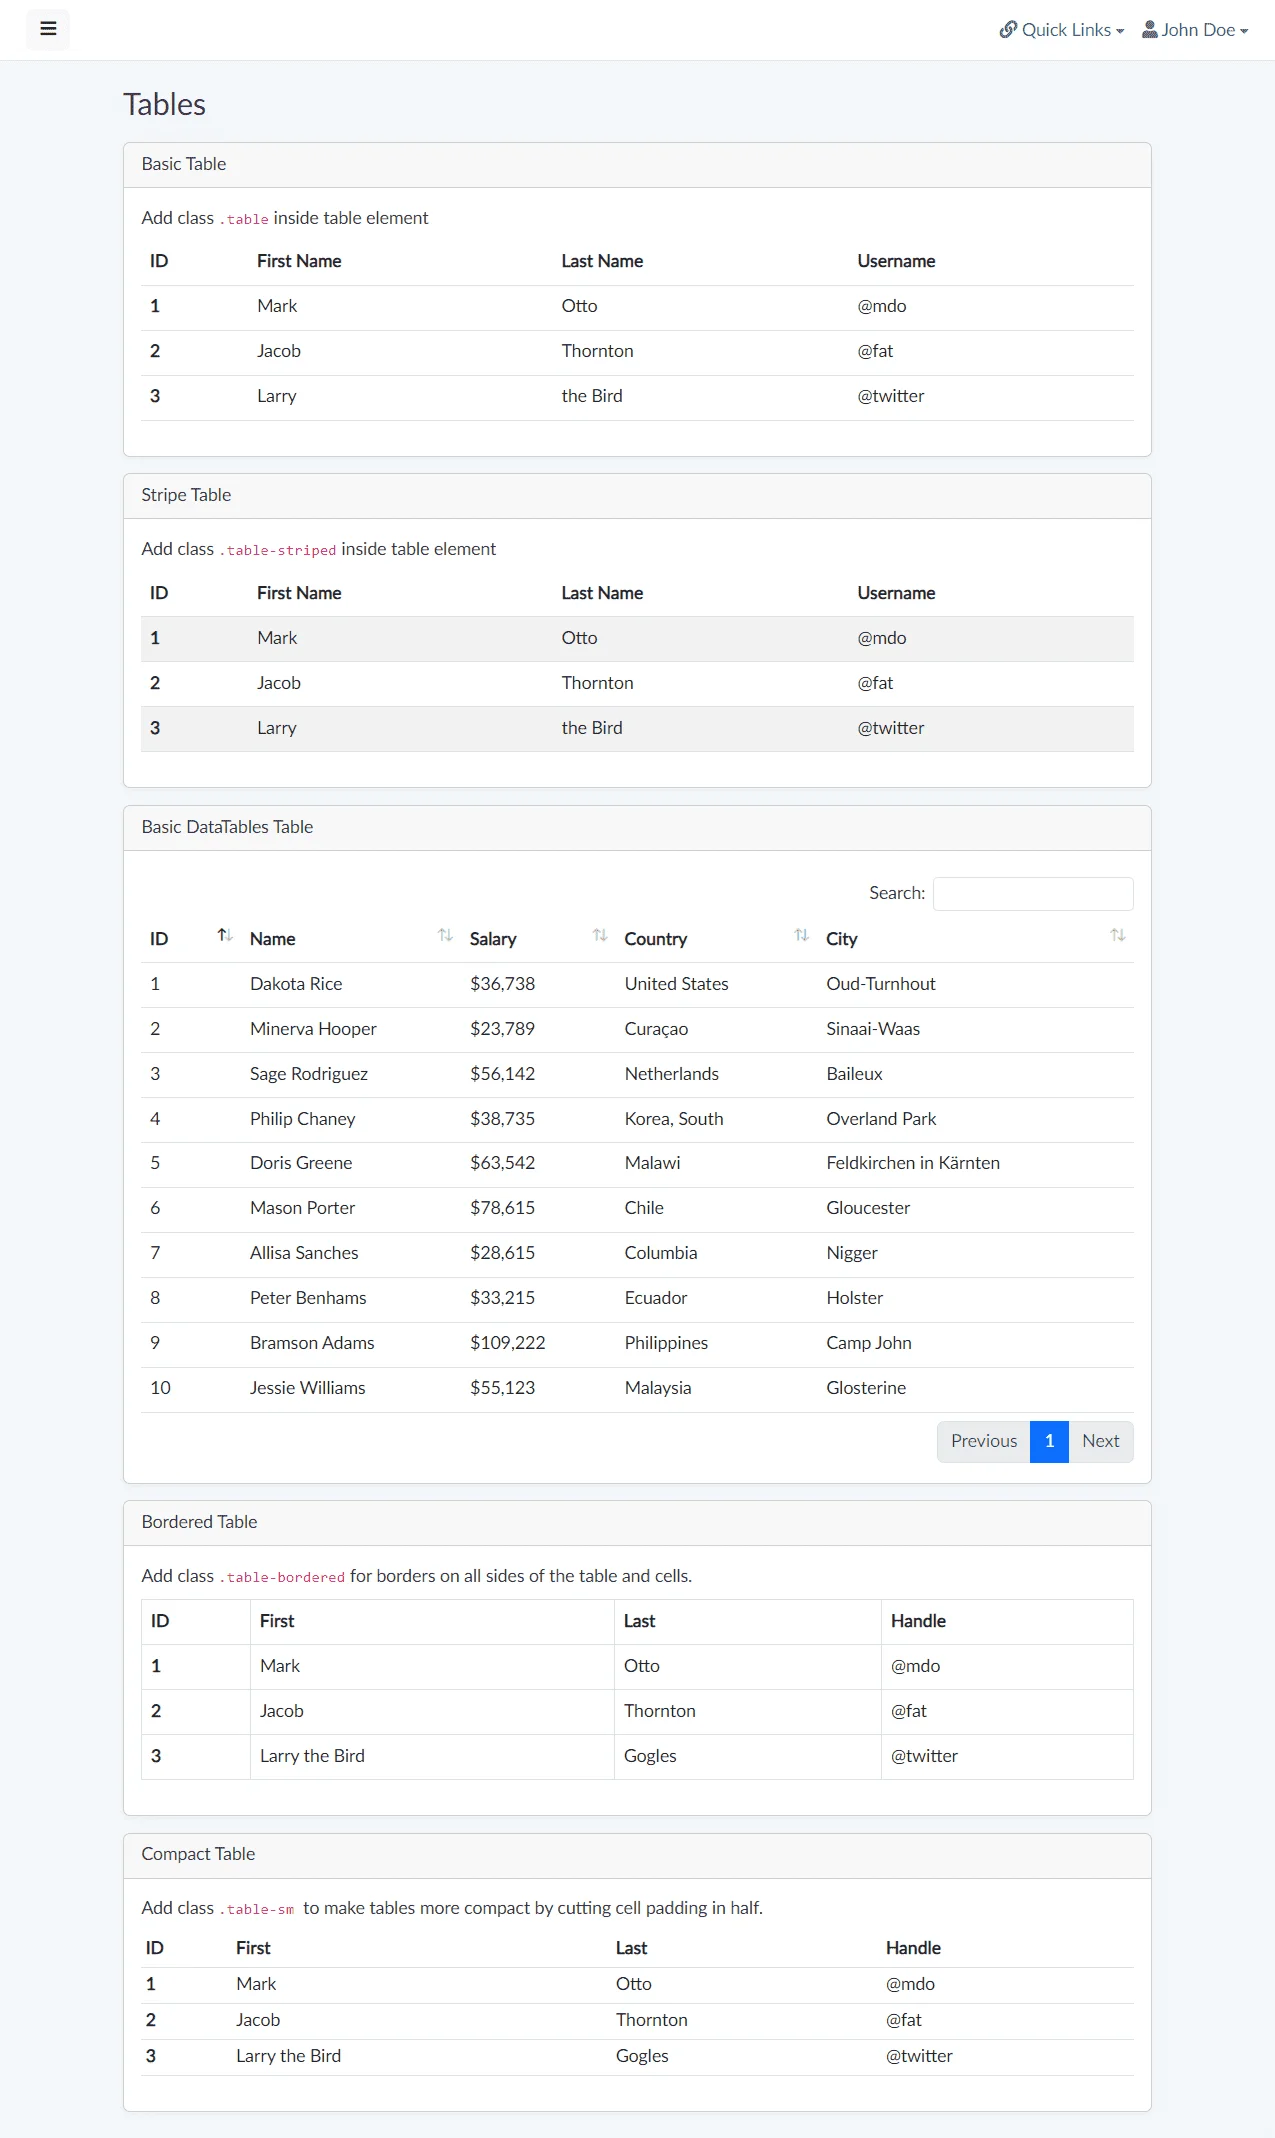 Quick Links John Doe
Tables
Basic Table
Add class .table inside table element
ID First Name Last Name Username
1 Mark Otto @mdo
2 Jacob Thornton @fat
3 Larry the Bird @twitter
Stripe Table
Add class .table-striped inside table element
ID First Name Last Name Username
1 Mark Otto @mdo
2 Jacob Thornton @fat
3 Larry the Bird @twitter
Basic DataTables Table
Search:
ID Name Salary Country City
1 Dakota Rice $36,738 United States Oud-Turnhout
2 Minerva Hooper $23,789 Curaçao Sinaai-Waas
3 Sage Rodriguez $56,142 Netherlands Baileux
4 Philip Chaney $38,735 Korea, South Overland Park
5 Doris Greene $63,542 Malawi Feldkirchen in Kärnten
6 Mason Porter $78,615 Chile Gloucester
7 Allisa Sanches $28,615 Columbia Nigger
8 Peter Benhams $33,215 Ecuador Holster
9 Bramson Adams $109,222 Philippines Camp John
10 Jessie Williams $55,123 Malaysia Glosterine
Previous 1 Next
Bordered Table
Add class .table-bordered for borders on all sides of the table and cells.
ID First Last Handle
1 Mark Otto @mdo
2 Jacob Thornton @fat
3 Larry the Bird Gogles @twitter
Compact Table
Add class .table-sm to make tables more compact by cutting cell padding in half.
ID First Last Handle
1 Mark Otto @mdo
2 Jacob Thornton @fat
3 Larry the Bird Gogles @twitter